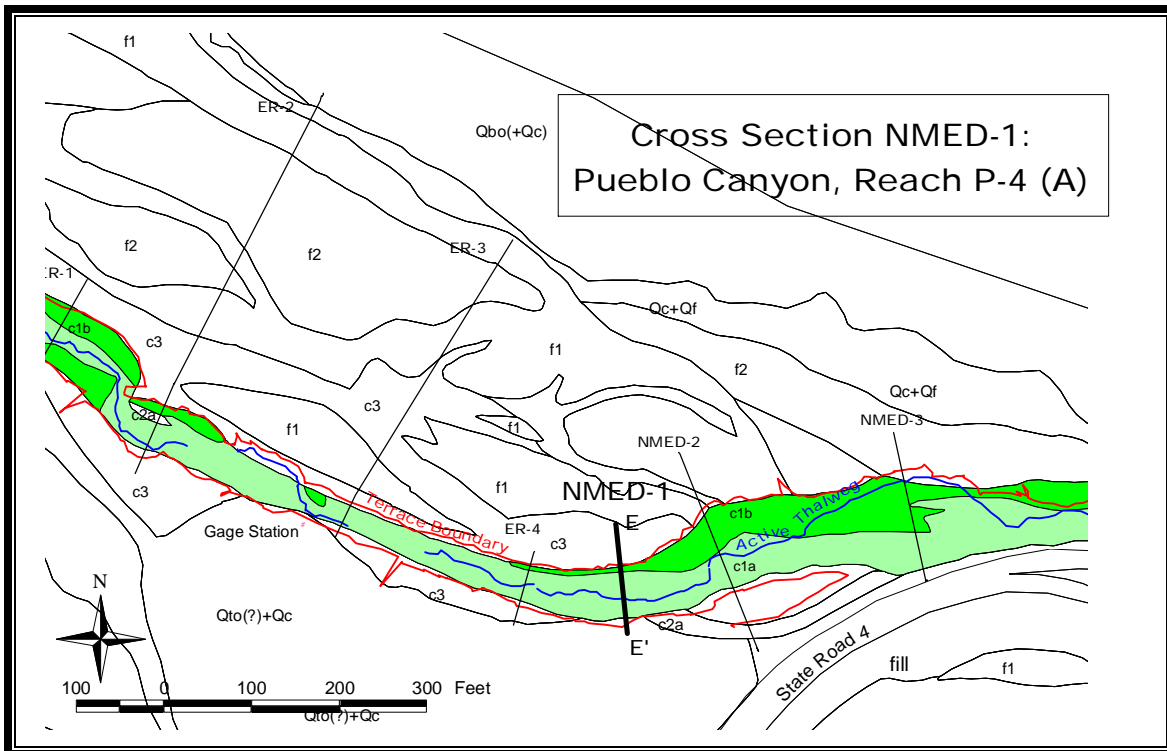 f1
ER-2
Qbo(+Qc)
Cross Section NMED-1:
Pueblo Canyon, Reach P-4 (A)
f2
f2
ER-3
ER-1
c1b
c3
Qc+Qf
f1
f2
Qc+Qf
c3
c2a
f1
f1
NMED-2
NMED-3
c3
f1
NMED-1
Terrace Boundary
Gage Station
ER-4
c3
E
c1b
Active Thalweg
c1a
c3
N
Qto(?)+Qc
c2a
E'
State Road 4
fill
f1
100 0 100 200 300 Feet
Qto(?)+Qc